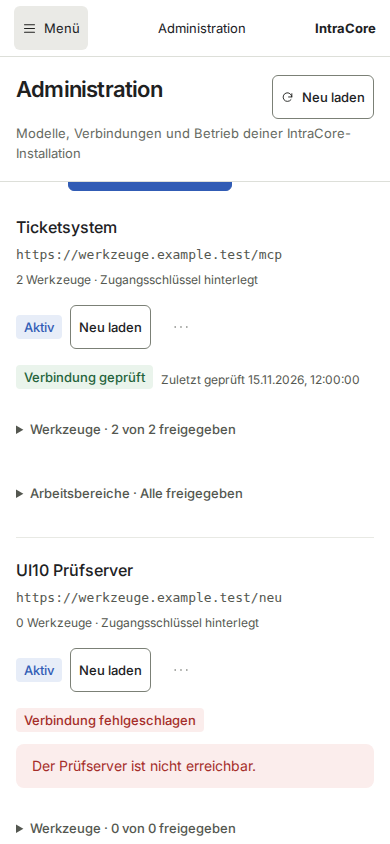 Menü
Administration
IntraCore
Administration
Neu laden
Modelle, Verbindungen und Betrieb deiner IntraCore-
Installation
Ticketsystem
https://werkzeuge.example.test/mcp
2 Werkzeuge · Zugangsschlüssel hinterlegt
Aktiv
Neu laden
···
Verbindung geprüft
Zuletzt geprüft 15.11.2026, 12:00:00
Werkzeuge · 2 von 2 freigegeben
Arbeitsbereiche · Alle freigegeben
UI10 Prüfserver
https://werkzeuge.example.test/neu
0 Werkzeuge · Zugangsschlüssel hinterlegt
Aktiv
Neu laden
···
Verbindung fehlgeschlagen
Der Prüfserver ist nicht erreichbar.
Werkzeuge · 0 von 0 freigegeben